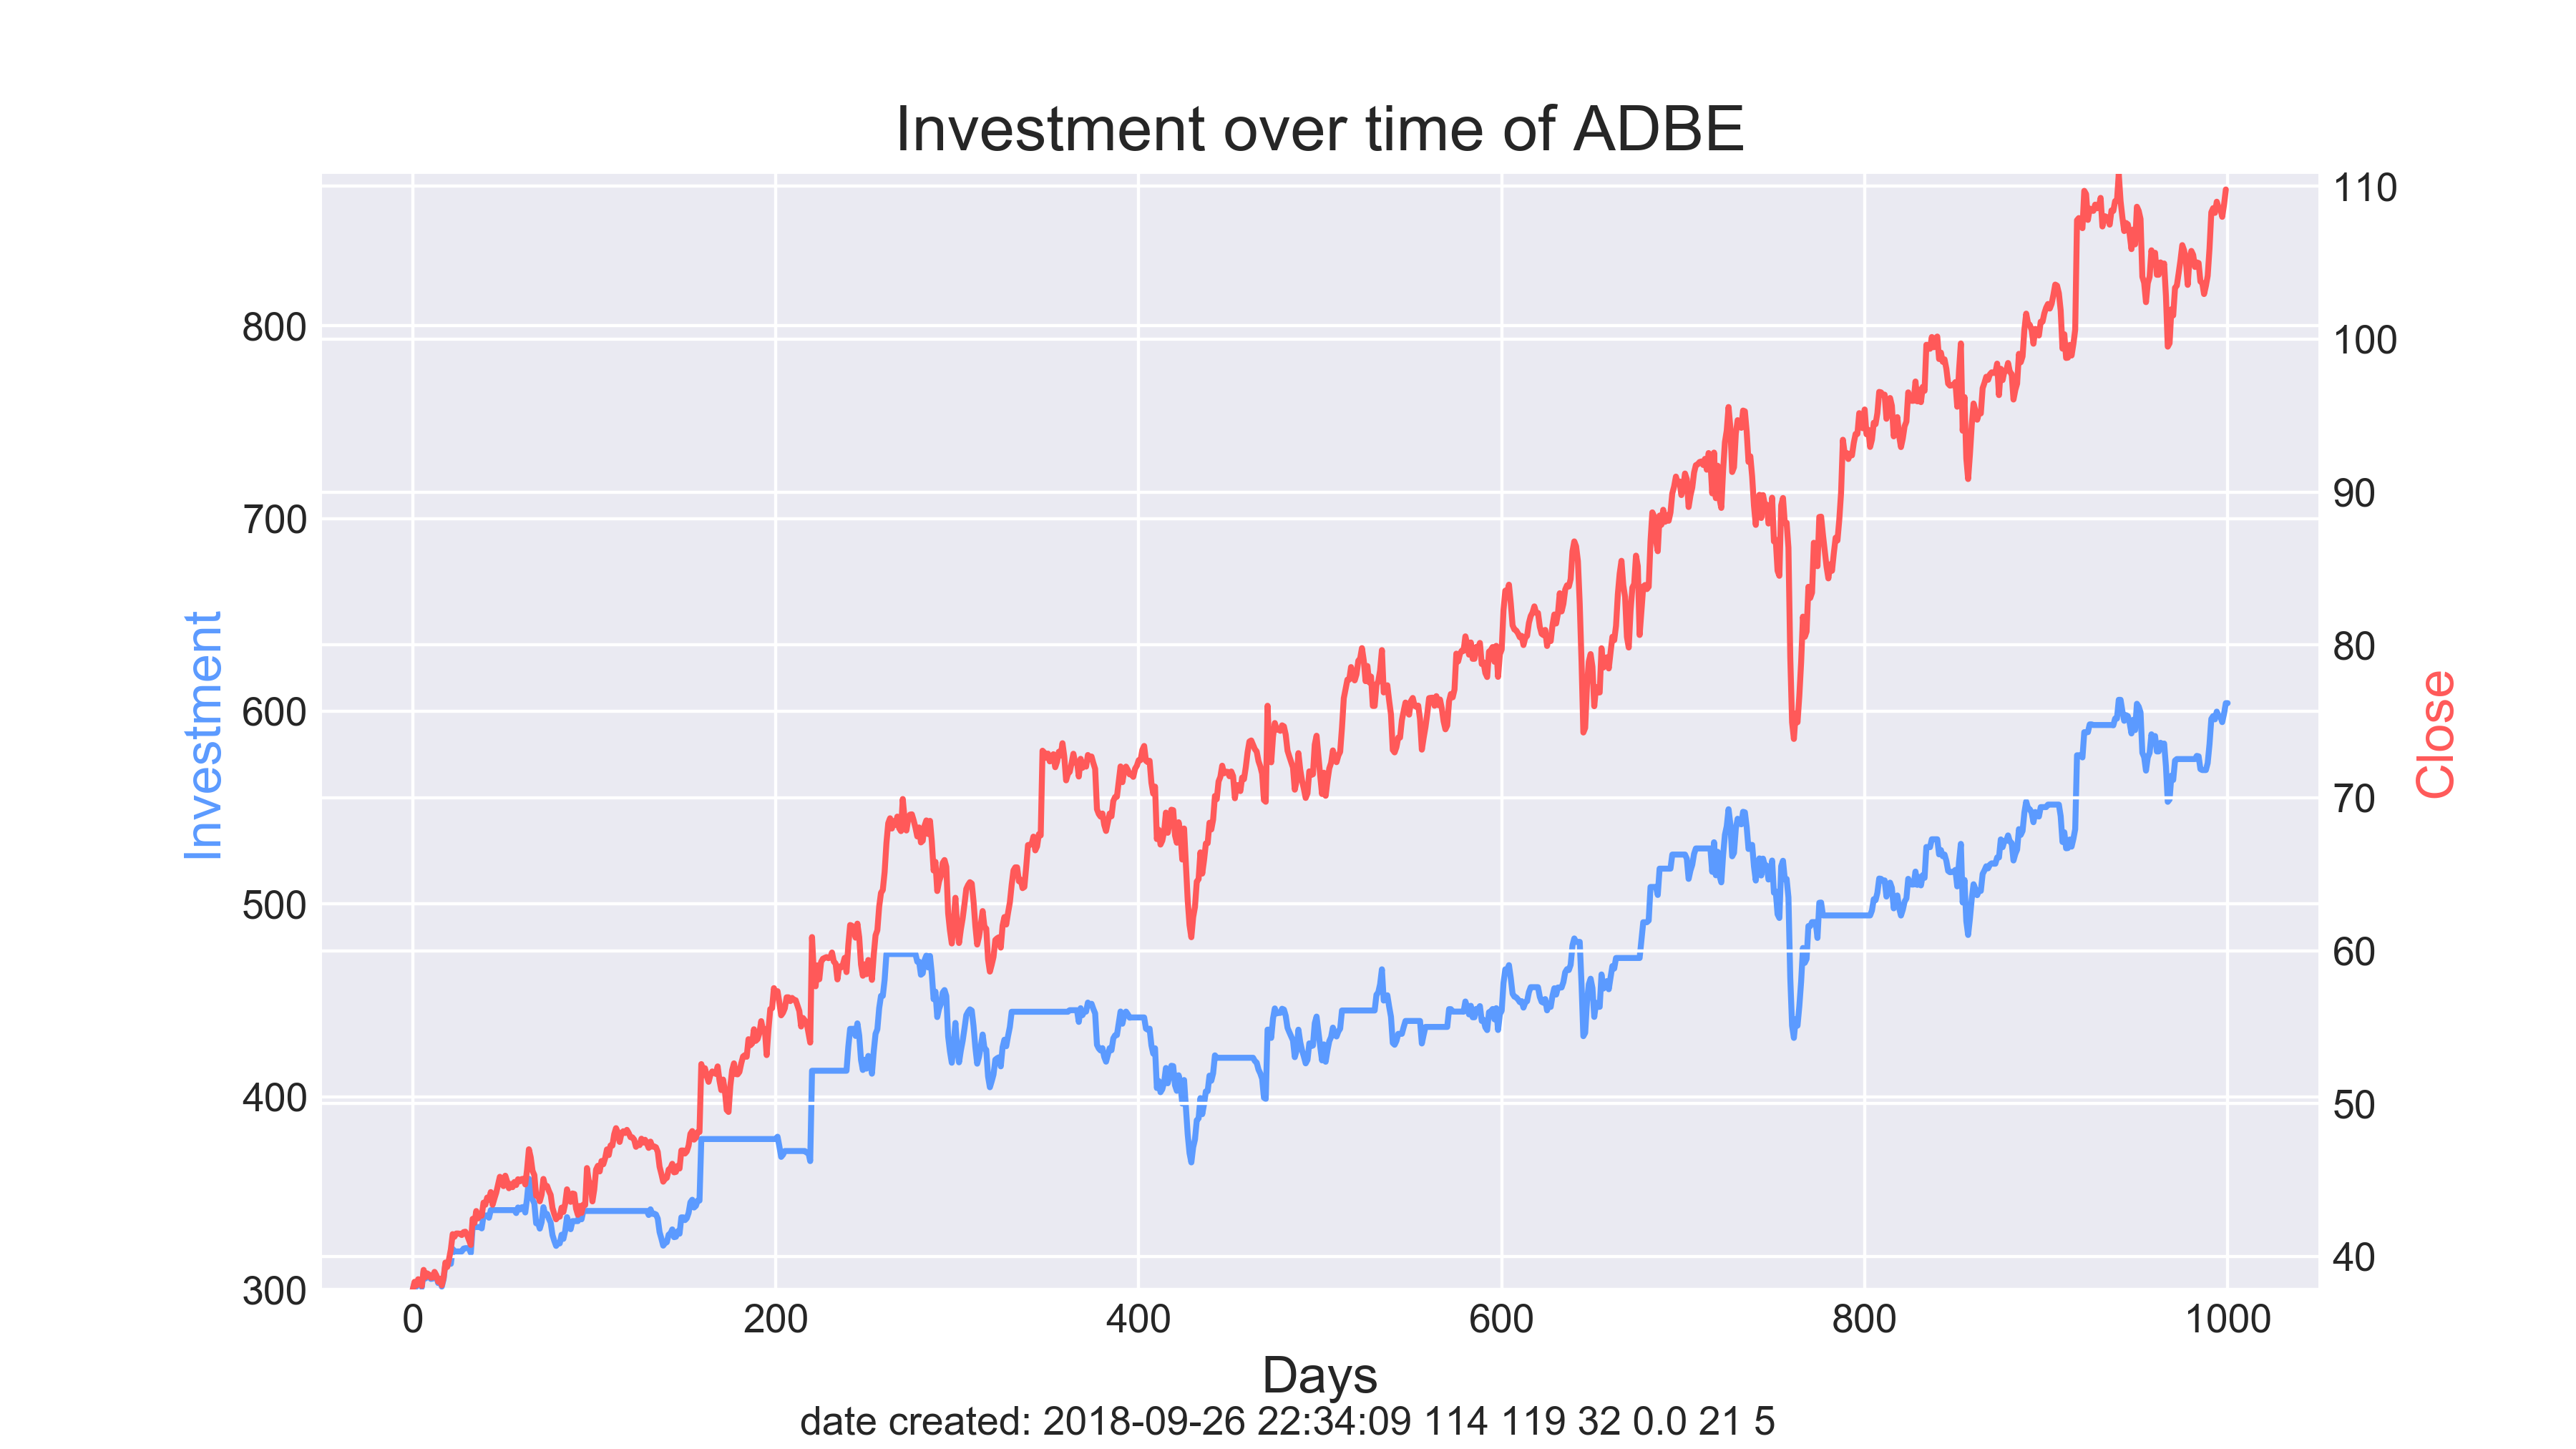 Investment over time of ADBE
Investment
800
700
600
500
400
300
110
100
90
80
70
60
50
40
Close
0 200 400 600 800 1000
Days
date created: 2018-09-26 22:34:09 114 119 32 0.0 21 5